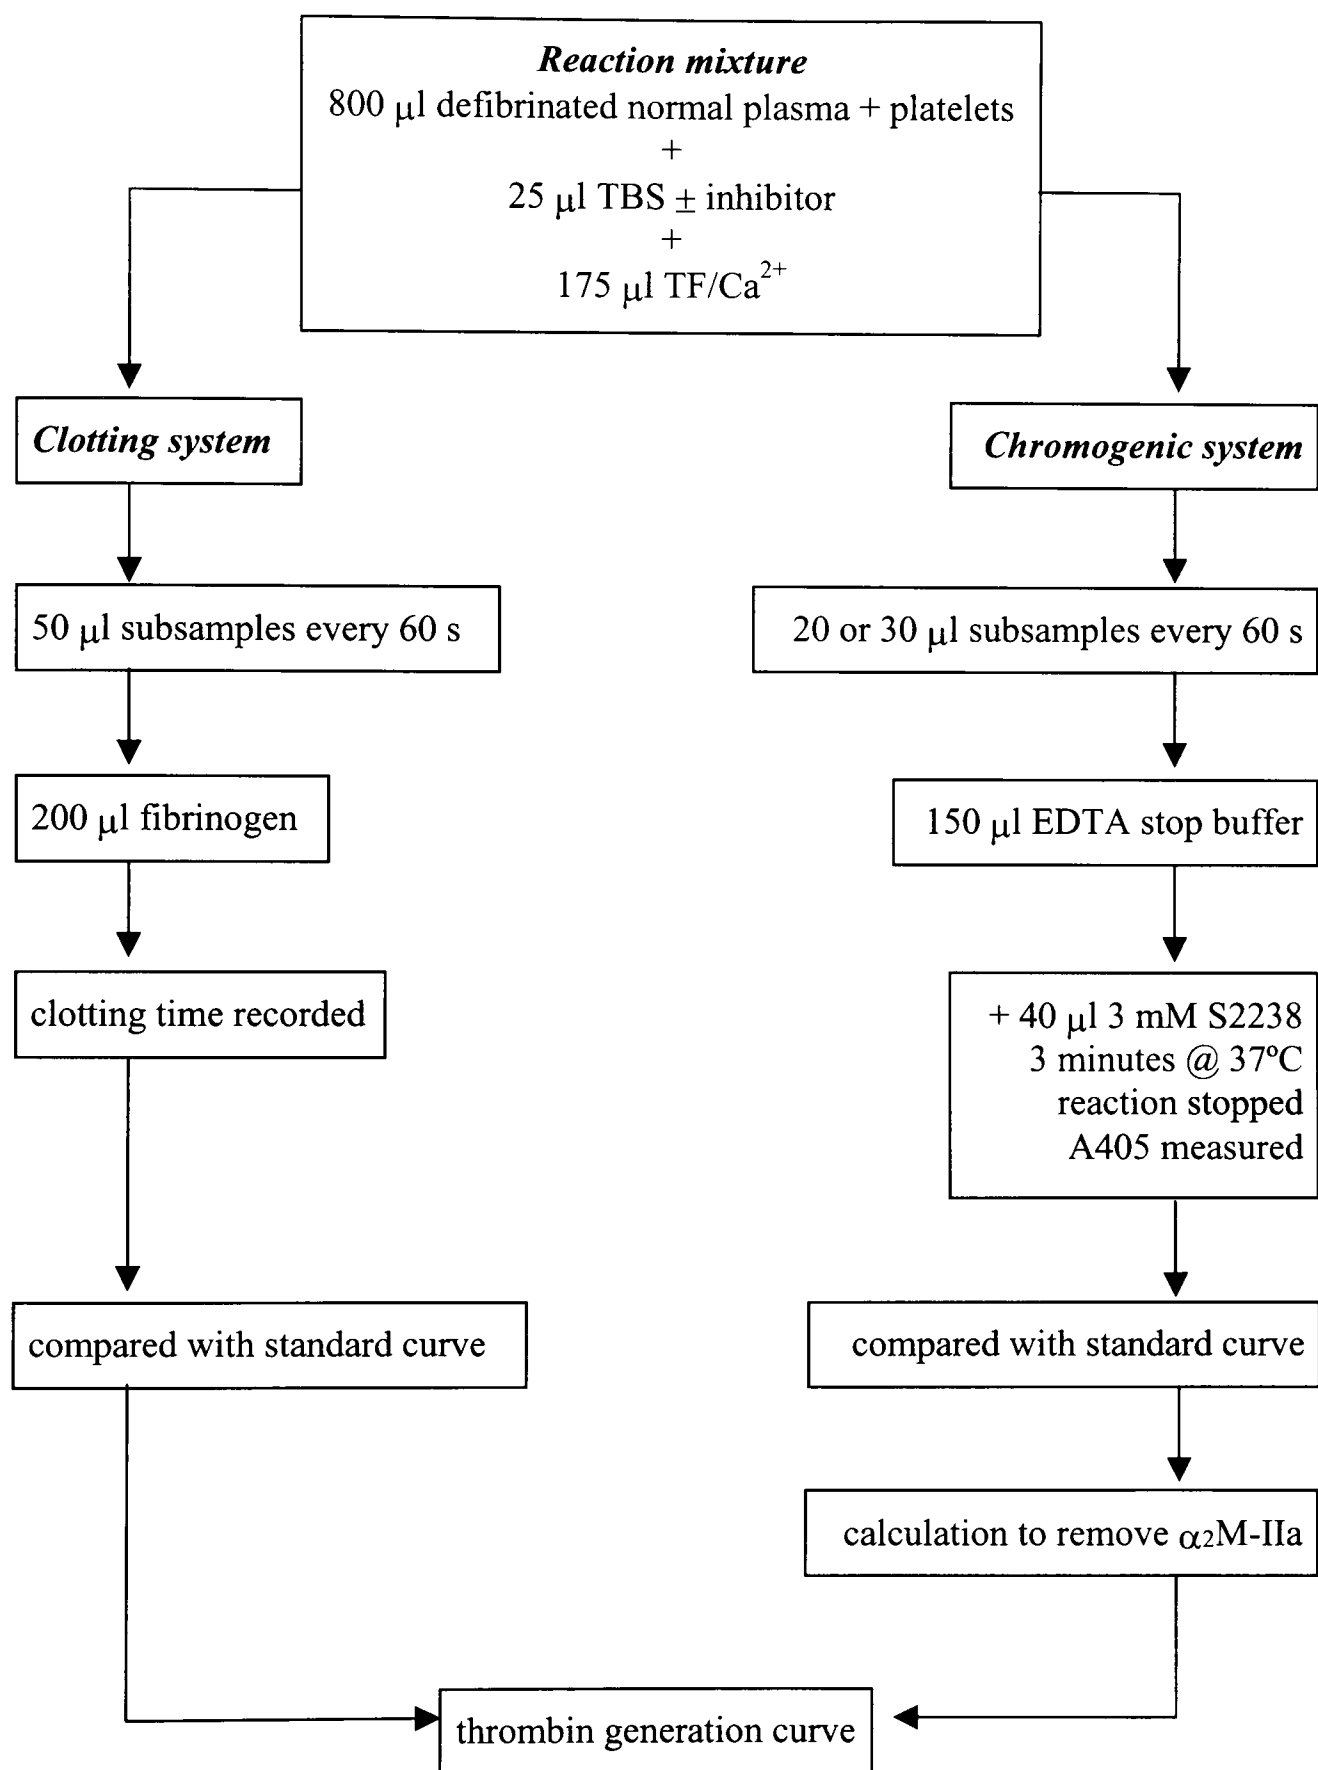 Reaction mixture
800 μl defibrinated normal plasma + platelets
+
25 μl TBS ± inhibitor
+
175 μl TF/Ca²⁺
Clotting system
50 μl subsamples every 60 s
200 μl fibrinogen
clotting time recorded
compared with standard curve
Chromogenic system
20 or 30 μl subsamples every 60 s
150 μl EDTA stop buffer
+ 40 μl 3 mM S2238
3 minutes @ 37ºC
reaction stopped
A405 measured
compared with standard curve
calculation to remove α₂M-IIa
thrombin generation curve